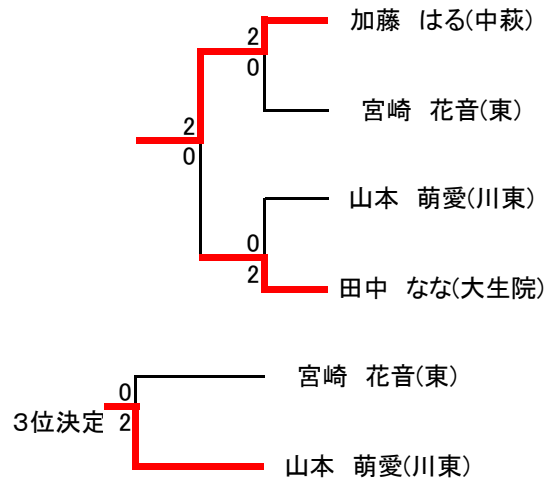 加藤　はる(中萩)
2
0
宮崎　花音(東)
2
0
山本　萌愛(川東)
0
2
田中　なな(大生院)
宮崎　花音(東)
0
３位決定 2
山本　萌愛(川東)